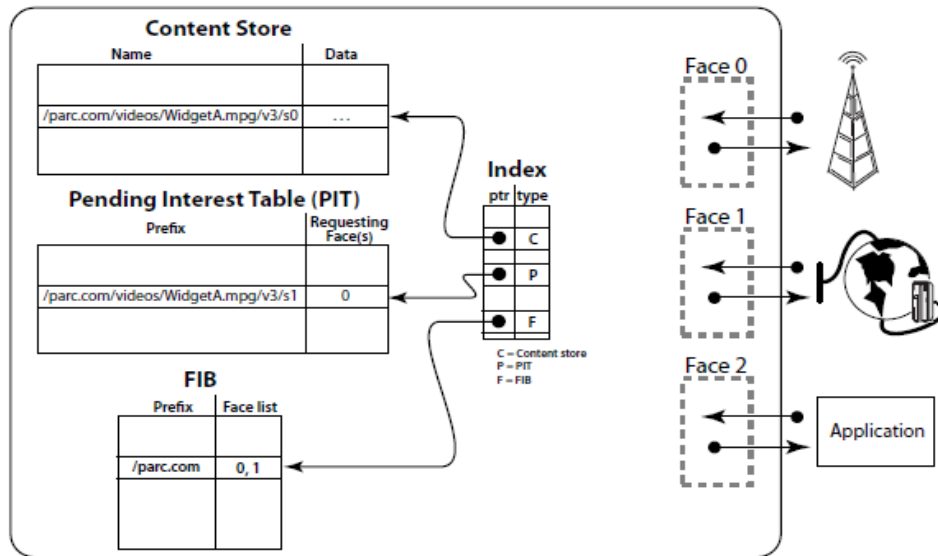 Content Store
Name Data
/parc.com/videos/WidgetA.mpg/v3/s0 ...
Pending Interest Table (PIT)
Prefix Requesting
Face(s)
/parc.com/videos/WidgetA.mpg/v3/s1 0
FIB
Prefix Face list
/parc.com 0, 1
Index
ptr type
C
P
F
C = Content store
P = PIT
F = FIB
Face 0
Face 1
Face 2
Application